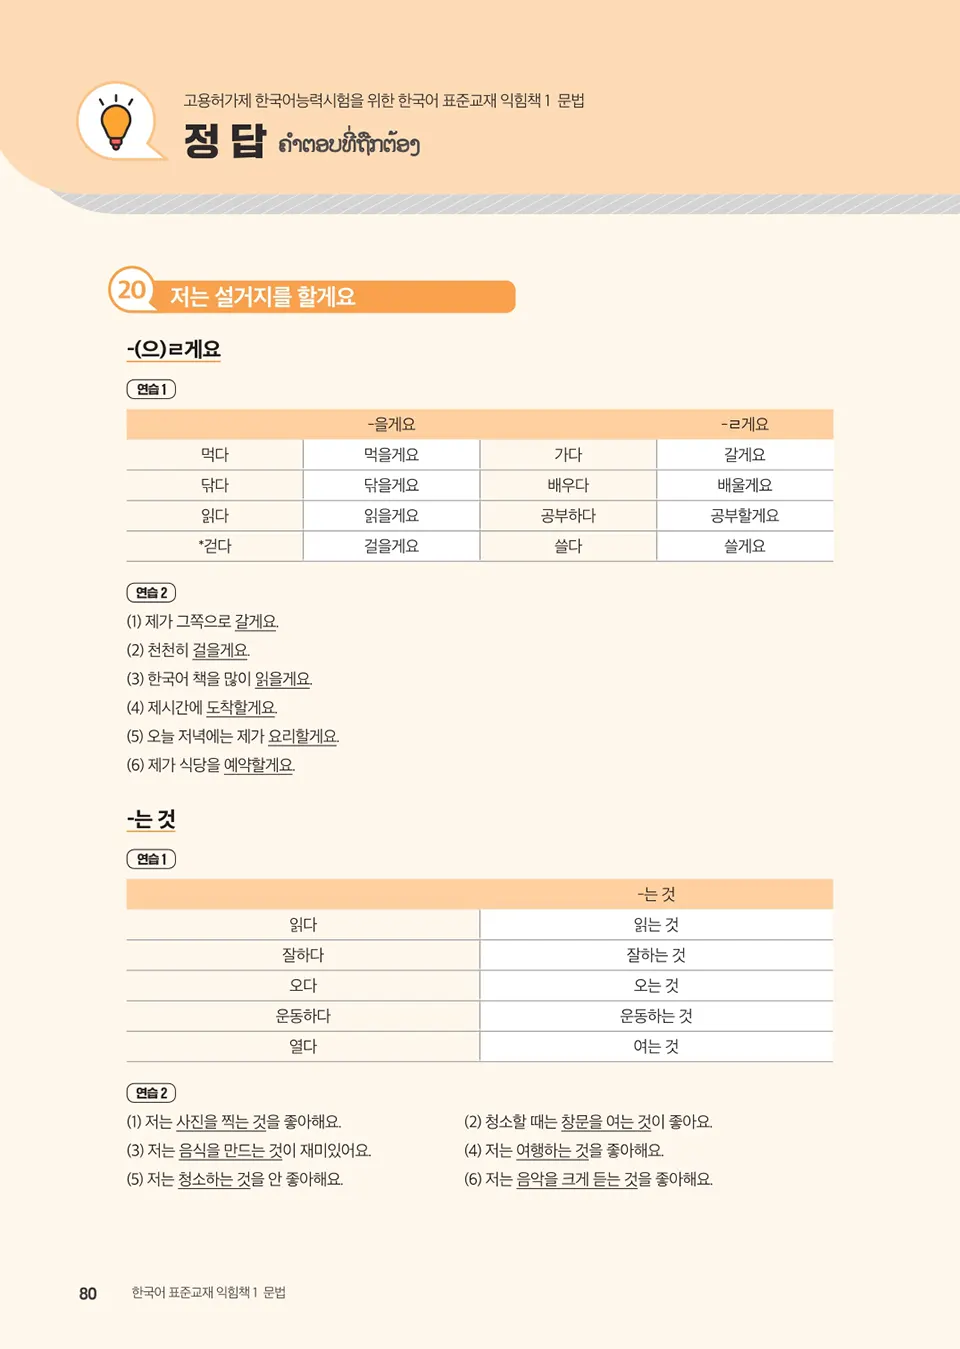 고용허가제 한국어능력시험을 위한 한국어 표준교재 익힘책 1 문법
정 답 ຄຳຕອບທີ່ຖືກຕ້ອງ
20 저는 설거지를 할게요
-(으)ㄹ게요
연습 1
-을게요 -ㄹ게요
먹다 먹을게요 가다 갈게요
닦다 닦을게요 배우다 배울게요
읽다 읽을게요 공부하다 공부할게요
*걷다 걸을게요 쓸다 쓸게요
연습 2
(1) 제가 그쪽으로 갈게요.
(2) 천천히 걸을게요.
(3) 한국어 책을 많이 읽을게요.
(4) 제시간에 도착할게요.
(5) 오늘 저녁에는 제가 요리할게요.
(6) 제가 식당을 예약할게요.
-는 것
연습 1
-는 것
읽다 읽는 것
잘하다 잘하는 것
오다 오는 것
운동하다 운동하는 것
열다 여는 것
연습 2
(1) 저는 사진을 찍는 것을 좋아해요. (2) 청소할 때는 창문을 여는 것이 좋아요.
(3) 저는 음식을 만드는 것이 재미있어요. (4) 저는 여행하는 것을 좋아해요.
(5) 저는 청소하는 것을 안 좋아해요. (6) 저는 음악을 크게 듣는 것을 좋아해요.
80 한국어 표준교재 익힘책 1 문법